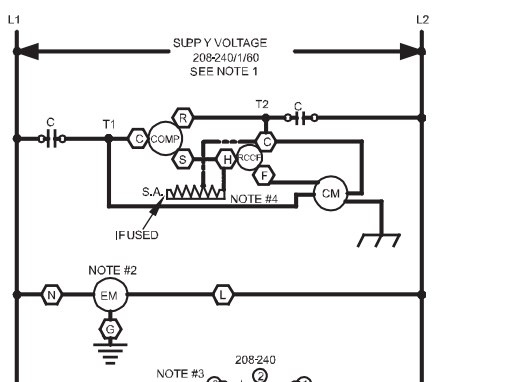 L1
L2
SUPPLY VOLTAGE
208-240/1/60
SEE NOTE 1
C
T1
C
COMP
R
T2
C
S
H
RCCF
C
F
S.A.
NOTE #4
CM
IF USED
NOTE #2
N
EM
L
G
208-240
NOTE #3
2